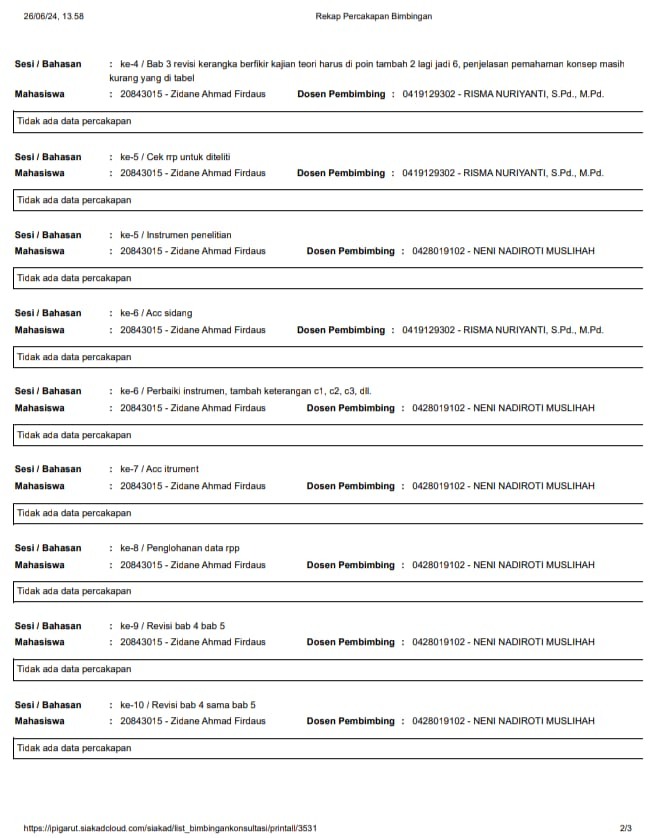 26/06/24, 13.58 Rekap Percakapan Bimbingan
Sesi / Bahasan : ke-4 / Bab 3 revisi kerangka berfikir kajian teori harus di poin tambah 2 lagi jadi 6, penjelasan pemahaman konsep masih
kurang yang di tabel
Mahasiswa : 20843015 - Zidane Ahmad Firdaus Dosen Pembimbing : 0419129302 - RISMA NURIYANTI, S.Pd., M.Pd.
Tidak ada data percakapan
Sesi / Bahasan : ke-5 / Cek rrp untuk diteliti
Mahasiswa : 20843015 - Zidane Ahmad Firdaus Dosen Pembimbing : 0419129302 - RISMA NURIYANTI, S.Pd., M.Pd.
Tidak ada data percakapan
Sesi / Bahasan : ke-5 / Instrumen penelitian
Mahasiswa : 20843015 - Zidane Ahmad Firdaus Dosen Pembimbing : 0428019102 - NENI NADIROTI MUSLIHAH
Tidak ada data percakapan
Sesi / Bahasan : ke-6 / Acc sidang
Mahasiswa : 20843015 - Zidane Ahmad Firdaus Dosen Pembimbing : 0419129302 - RISMA NURIYANTI, S.Pd., M.Pd.
Tidak ada data percakapan
Sesi / Bahasan : ke-6 / Perbaiki instrumen, tambah keterangan c1, c2, c3, dll.
Mahasiswa : 20843015 - Zidane Ahmad Firdaus Dosen Pembimbing : 0428019102 - NENI NADIROTI MUSLIHAH
Tidak ada data percakapan
Sesi / Bahasan : ke-7 / Acc itrument
Mahasiswa : 20843015 - Zidane Ahmad Firdaus Dosen Pembimbing : 0428019102 - NENI NADIROTI MUSLIHAH
Tidak ada data percakapan
Sesi / Bahasan : ke-8 / Penglohanan data rpp
Mahasiswa : 20843015 - Zidane Ahmad Firdaus Dosen Pembimbing : 0428019102 - NENI NADIROTI MUSLIHAH
Tidak ada data percakapan
Sesi / Bahasan : ke-9 / Revisi bab 4 bab 5
Mahasiswa : 20843015 - Zidane Ahmad Firdaus Dosen Pembimbing : 0428019102 - NENI NADIROTI MUSLIHAH
Tidak ada data percakapan
Sesi / Bahasan : ke-10 / Revisi bab 4 sama bab 5
Mahasiswa : 20843015 - Zidane Ahmad Firdaus Dosen Pembimbing : 0428019102 - NENI NADIROTI MUSLIHAH
Tidak ada data percakapan
https://ipigarut.siakadcloud.com/siakad/list_bimbingankonsultasi/printall/3531 2/3